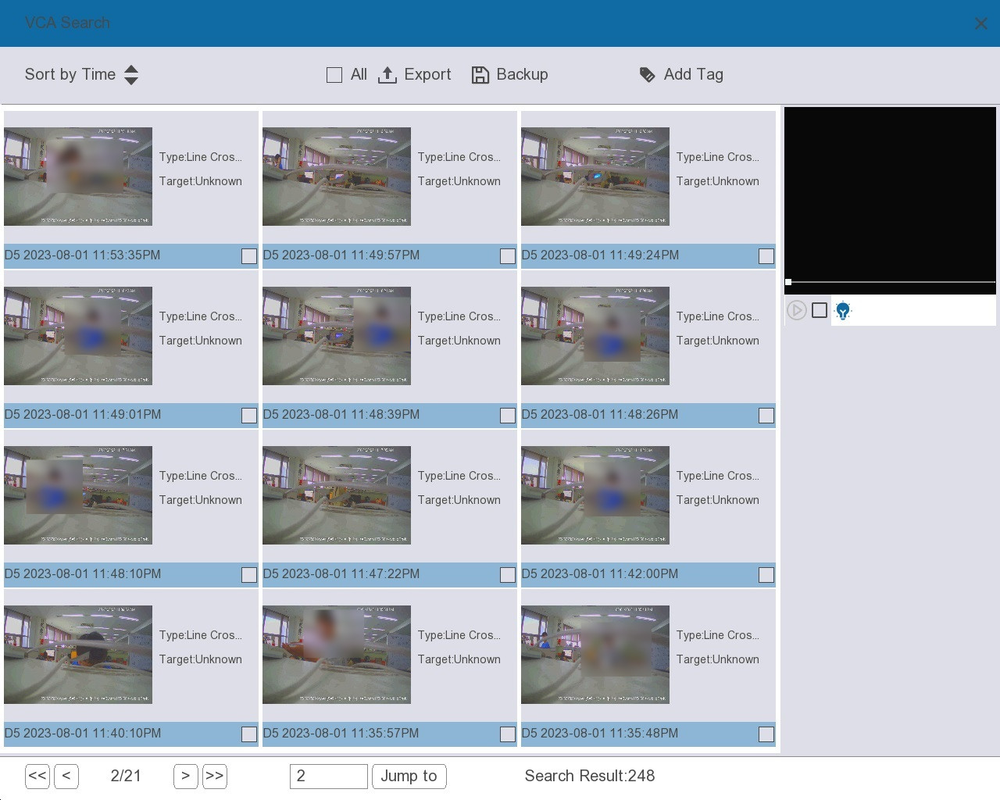 VCA Search
Sort by Time
All
Export
Backup
Add Tag
Type:Line Cros...
Target:Unknown
D5 2023-08-01 11:53:35PM
Type:Line Cros...
Target:Unknown
D5 2023-08-01 11:49:57PM
Type:Line Cros...
Target:Unknown
D5 2023-08-01 11:49:24PM
Type:Line Cros...
Target:Unknown
D5 2023-08-01 11:49:01PM
Type:Line Cros...
Target:Unknown
D5 2023-08-01 11:48:39PM
Type:Line Cros...
Target:Unknown
D5 2023-08-01 11:48:26PM
Type:Line Cros...
Target:Unknown
D5 2023-08-01 11:48:10PM
Type:Line Cros...
Target:Unknown
D5 2023-08-01 11:47:22PM
Type:Line Cros...
Target:Unknown
D5 2023-08-01 11:42:00PM
Type:Line Cros...
Target:Unknown
D5 2023-08-01 11:40:10PM
Type:Line Cros...
Target:Unknown
D5 2023-08-01 11:35:57PM
Type:Line Cros...
Target:Unknown
D5 2023-08-01 11:35:48PM
<< < 2/21 > >> 2 Jump to Search Result:248